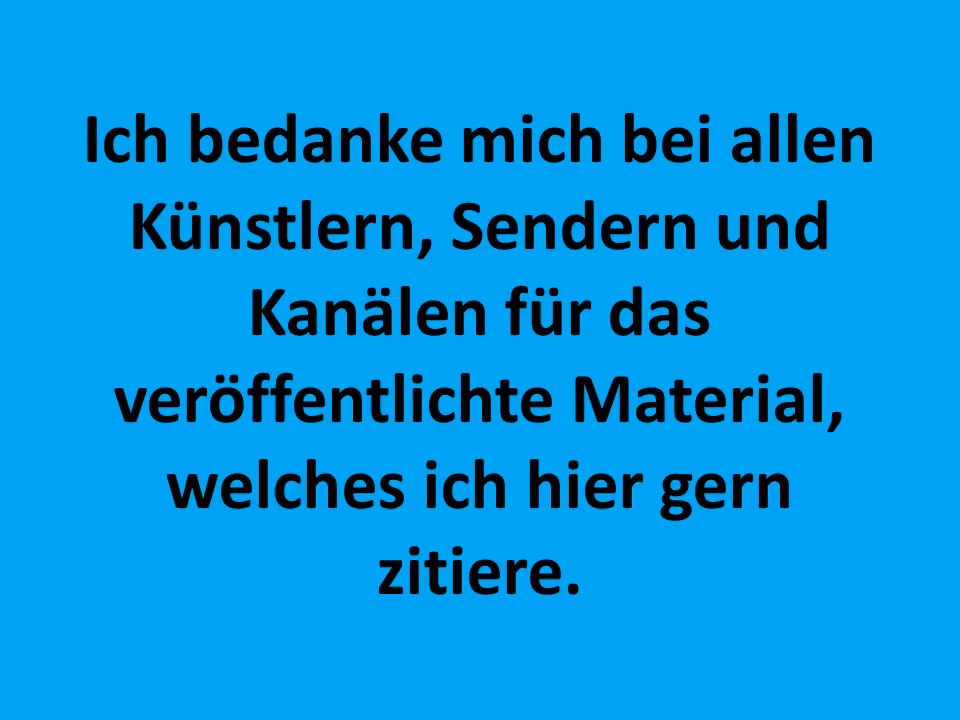 Ich bedanke mich bei allen
Künstlern, Sendern und
Kanälen für das
veröffentlichte Material,
welches ich hier gern
zitiere.